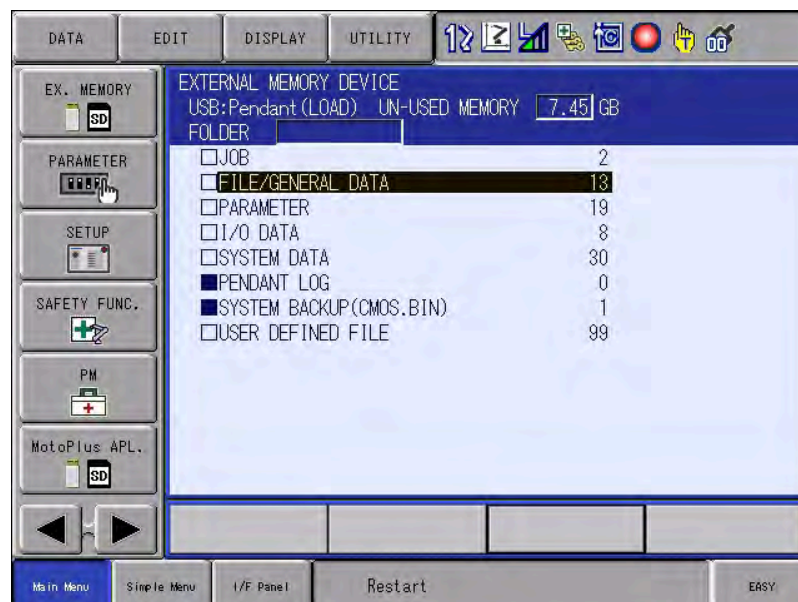 DATA EDIT DISPLAY UTILITY
EX. MEMORY
SD
PARAMETER
SETUP
SAFETY FUNC.
PM
MotoPlus APL.
SD
EXTERNAL MEMORY DEVICE
USB:Pendant(LOAD) UN-USED MEMORY 7.45 GB
FOLDER
JOB 2
FILE/GENERAL DATA 13
PARAMETER 19
I/O DATA 8
SYSTEM DATA 30
PENDANT LOG 0
SYSTEM BACKUP(CMOS.BIN) 1
USER DEFINED FILE 99
Main Menu Simple Menu I/F Panel Restart EASY